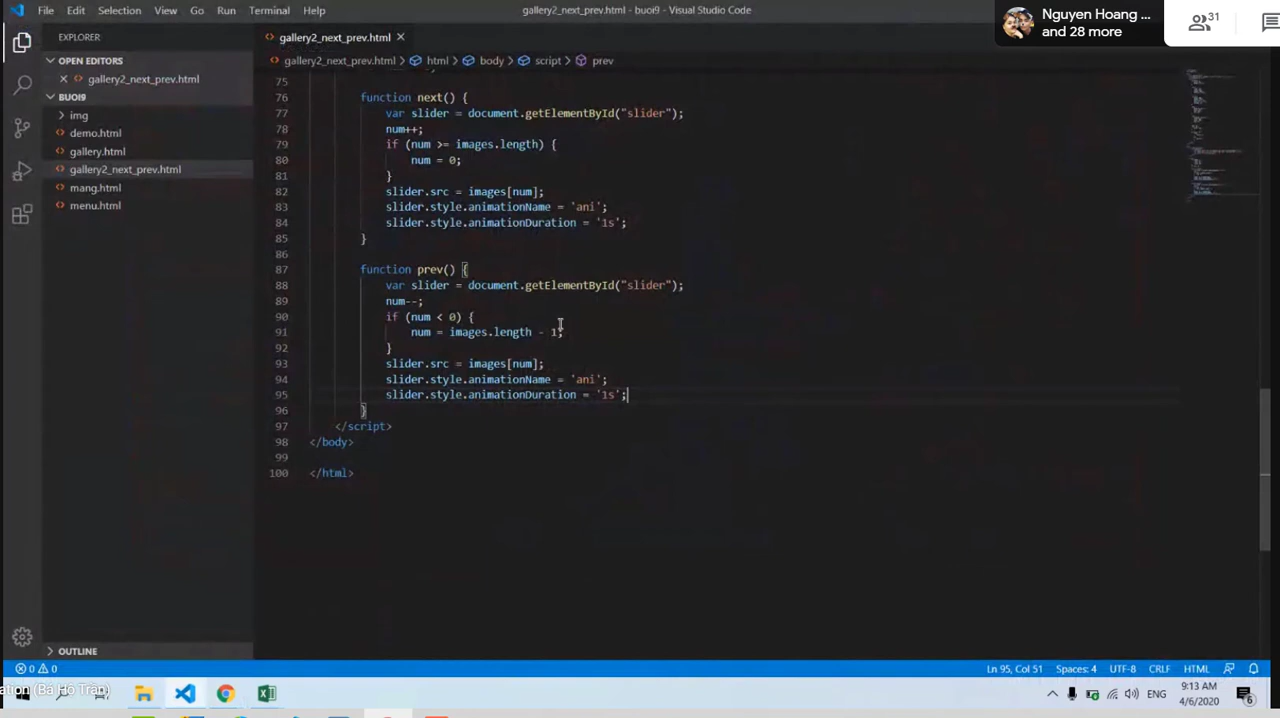 File Edit Selection View Go Run Terminal Help
gallery2_next_prev.html - buoi9 - Visual Studio Code
Nguyen Hoang ...
and 28 more
31
EXPLORER
OPEN EDITORS
gallery2_next_prev.html
BUOI9
img
demo.html
gallery.html
gallery2_next_prev.html
mang.html
menu.html
OUTLINE
gallery2_next_prev.html
gallery2_next_prev.html > html > body > script > prev
75
76 function next() {
77 var slider = document.getElementById("slider");
78 num++;
79 if (num >= images.length) {
80 num = 0;
81 }
82 slider.src = images[num];
83 slider.style.animationName = 'ani';
84 slider.style.animationDuration = '1s';
85 }
86
87 function prev() {
88 var slider = document.getElementById("slider");
89 num--;
90 if (num < 0) {
91 num = images.length - 1;
92 }
93 slider.src = images[num];
94 slider.style.animationName = 'ani';
95 slider.style.animationDuration = '1s';
96 }
97 </script>
98 </body>
99
100 </html>
0 0
Ln 95, Col 51 Spaces: 4 UTF-8 CRLF HTML
ation (Ba Ho Tran)
ENG
9:13 AM
4/6/2020
6